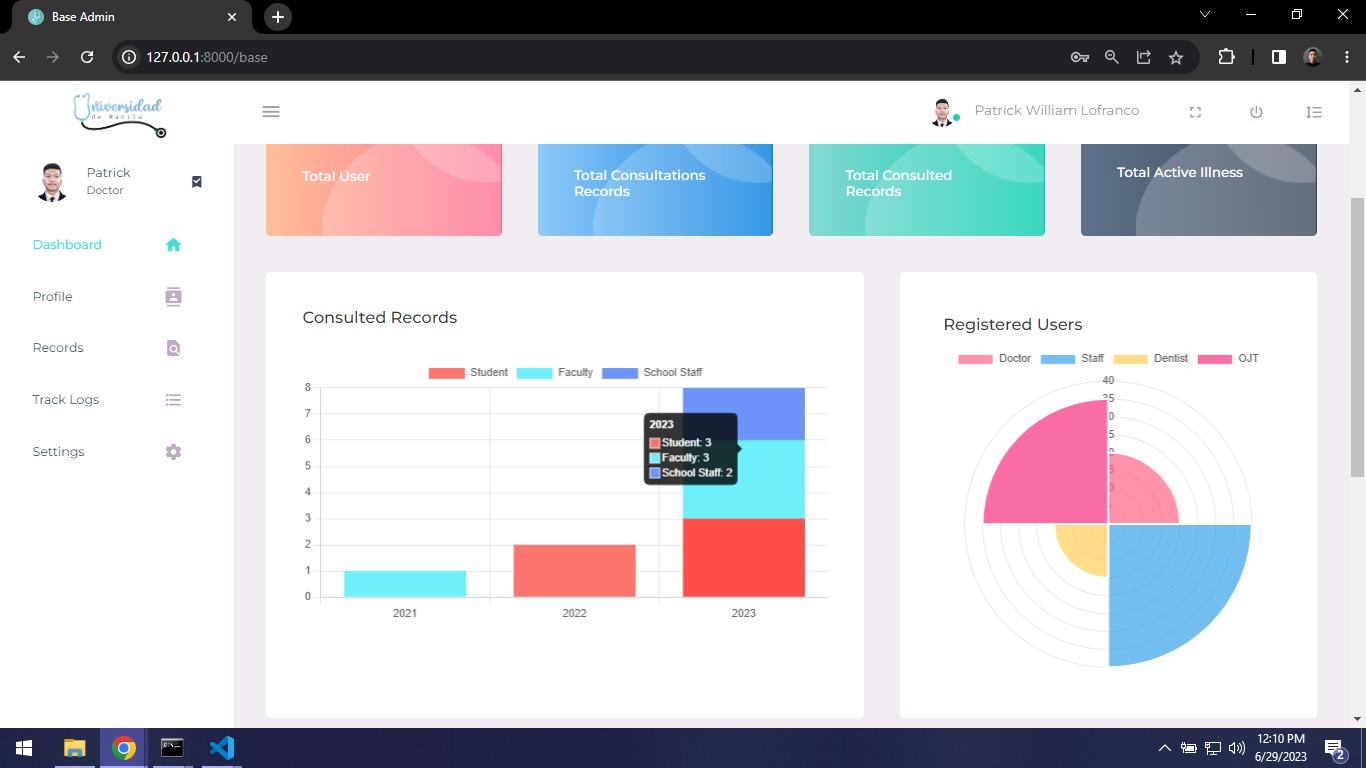 Base Admin
127.0.0.1:8000/base
Universidad
de Manila
Patrick William Lofranco
Patrick
Doctor
Dashboard
Profile
Records
Track Logs
Settings
Total User
Total Consultations
Records
Total Consulted
Records
Total Active Illness
Consulted Records
Student Faculty School Staff
8
7
6
5
4
3
2
1
0
2021 2022 2023
2023
Student: 3
Faculty: 3
School Staff: 2
Registered Users
Doctor Staff Dentist OJT
40
12:10 PM
6/29/2023
2